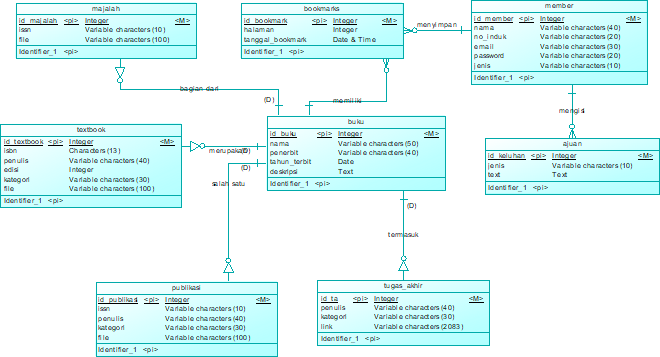 majalah
id_majalah <pi> Integer <M>
issn Variable characters (10)
file Variable characters (100)
Identifier_1 <pi>
bookmarks
id_bookmark <pi> Integer <M>
halaman Integer
tanggal_bookmark Date & Time
Identifier_1 <pi>
member
id_member <pi> Integer <M>
nama Variable characters (40)
no_induk Variable characters (20)
email Variable characters (30)
password Variable characters (20)
jenis Variable characters (10)
Identifier_1 <pi>
menyimpan
bagian dari
(D)
memiliki
mengisi
textbook
id_textbook <pi> Integer <M>
isbn Characters (13)
penulis Variable characters (40)
edisi Integer
kategori Variable characters (30)
file Variable characters (100)
Identifier_1 <pi>
merupakan
(D)
buku
id_buku <pi> Integer <M>
nama Variable characters (50)
penerbit Variable characters (40)
tahun_terbit Date
deskripsi Text
Identifier_1 <pi>
ajuan
id_keluhan <pi> Integer <M>
jenis Variable characters (10)
text Text
Identifier_1 <pi>
(D)
salah satu
(D)
termasuk
publikasi
id_publikasi <pi> Integer <M>
issn Variable characters (10)
penulis Variable characters (40)
kategori Variable characters (30)
file Variable characters (100)
Identifier_1 <pi>
tugas_akhir
id_ta <pi> Integer <M>
penulis Variable characters (40)
kategori Variable characters (30)
link Variable characters (2083)
Identifier_1 <pi>